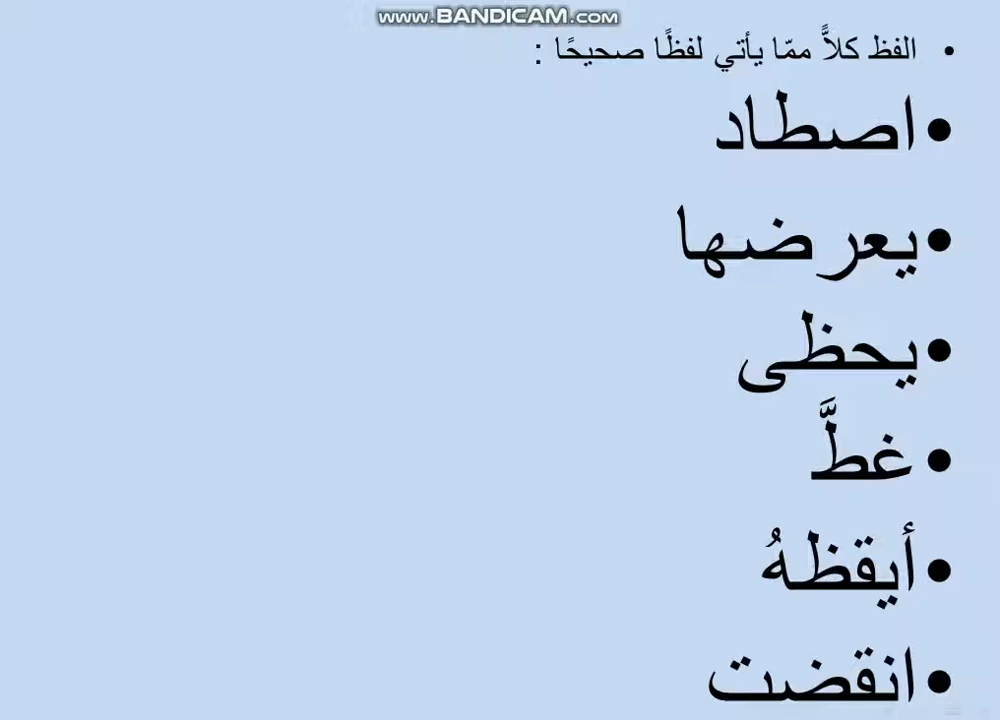 www.BANDICAM.com
• الفظ كلاًّ ممّا يأتي لفظًا صحيحًا :
• اصطاد
• يعرضها
• يحظى
• غطَّ
• أيقظهُ
• انقضت